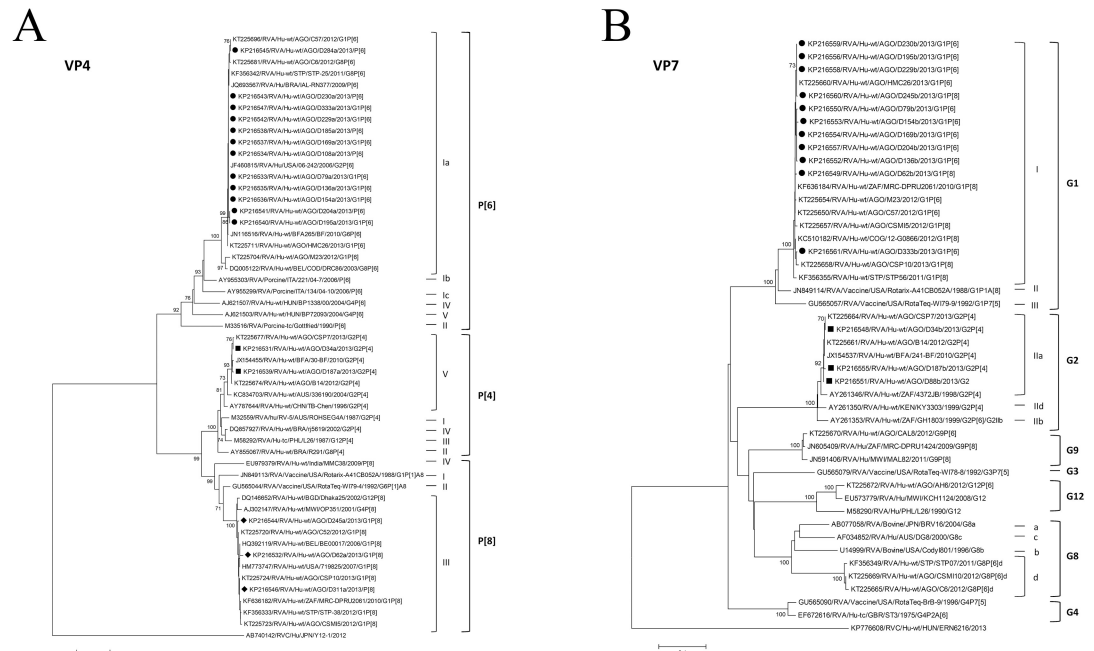 A
VP4
KT225696/RVA/Hu-wt/AGO/C57/2012/G1P[6]
KP216545/RVA/Hu-wt/AGO/D284a/2013/P[6]
KT225681/RVA/Hu-wt/AGO/C6/2012/G8P[6]
KF356342/RVA/Hu-wt/STP/STP-25/2011/G8P[6]
JQ693567/RVA/Hu/BRA/IAL-RN377/2009/P[6]
KP216543/RVA/Hu-wt/AGO/D230a/2013/P[6]
KP216547/RVA/Hu-wt/AGO/D333a/2013/G1P[6]
KP216542/RVA/Hu-wt/AGO/D229a/2013/G1P[6]
KP216538/RVA/Hu-wt/AGO/D185a/2013/P[6]
KP216537/RVA/Hu-wt/AGO/D169a/2013/G1P[6]
KP216534/RVA/Hu-wt/AGO/D108a/2013/P[6]
JF460815/RVA/Hu/USA/06-242/2006/G2P[6]
KP216533/RVA/Hu-wt/AGO/D79a/2013/G1P[6]
KP216535/RVA/Hu-wt/AGO/D136a/2013/G1P[6]
KP216536/RVA/Hu-wt/AGO/D154a/2013/G1P[6]
KP216541/RVA/Hu-wt/AGO/D204a/2013/P[6]
KP216540/RVA/Hu-wt/AGO/D195a/2013/G1P[6]
JN116516/RVA/Hu-wt/BFA265/BF/2010/G6P[6]
KT225711/RVA/Hu-wt/AGO/HMC26/2013/G1P[6]
KT225704/RVA/Hu-wt/AGO/M23/2012/G1P[6]
DQ005122/RVA/Hu-wt/BEL/COD/DRC86/2003/G8P[6]
AY955303/RVA/Porcine/ITA/221/04-7/2006/P[6]
AY955299/RVA/Porcine/ITA/134/04-10/2006/P[6]
AJ621507/RVA/Hu-wt/HUN/BP1338/00/2004/G4P[6]
AJ621503/RVA/Hu-wt/HUN/BP72093/2004/G4P[6]
M33516/RVA/Porcine-tc/Gottfried/1990/P[6]
KT225677/RVA/Hu-wt/AGO/CSP7/2013/G2P[4]
KP216531/RVA/Hu-wt/AGO/D34a/2013/G2P[4]
JX154455/RVA/Hu-wt/BFA/30-BF/2010/G2P[4]
KP216539/RVA/Hu-wt/AGO/D187a/2013/G2P[4]
KT225674/RVA/Hu-wt/AGO/B14/2012/G2P[4]
KC834703/RVA/Hu-wt/AUS/336190/2004/G2P[4]
AY787644/RVA/Hu-wt/CHN/TB-Chen/1996/G2P[4]
M32559/RVA/hu/RV-5/AUS/ROHSEG4A/1987/G2P[4]
DQ857927/RVA/Hu-wt/BRA/rj5619/2002/G2P[4]
M58292/RVA/Hu-tc/PHL/L26/1987/G12P[4]
AY855067/RVA/Hu-wt/BRA/R291/G8P[4]
EU979379/RVA/Hu-wt/India/MMC38/2009/P[8]
JN849113/RVA/Vaccine/USA/Rotarix-A41CB052A/1988/G1P[1]A8
GU565044/RVA/Vaccine/USA/RotaTeq-WI79-4/1992/G6P[1]A8
DQ146652/RVA/Hu-wt/BGD/Dhaka25/2002/G12P[8]
AJ302147/RVA/Hu-wt/MWI/OP351/2001/G4P[8]
KP216544/RVA/Hu-wt/AGO/D245a/2013/G1P[8]
KT225720/RVA/Hu-wt/AGO/C52/2012/G1P[8]
HQ392119/RVA/Hu-wt/BEL/BE00017/2006/G1P[8]
KP216532/RVA/Hu-wt/AGO/D62a/2013/G1P[8]
HM773747/RVA/Hu-wt/USA/719825/2007/G1P[8]
KT225724/RVA/Hu-wt/AGO/CSP10/2013/G1P[8]
KP216546/RVA/Hu-wt/AGO/D311a/2013/P[8]
KF636182/RVA/Hu-wt/ZAF/MRC-DPRU2061/2010/G1P[8]
KF356333/RVA/Hu-wt/STP/STP-38/2012/G1P[8]
KT225723/RVA/Hu-wt/AGO/CSMI5/2012/G1P[8]
AB740142/RVC/Hu/JPN/Y12-1/2012
76
98
86
100
97
93
76
92
76
93
73
81
74
100
99
71
100
Ia
Ib
Ic
IV
V
II
V
I
IV
III
II
IV
I
II
III
P[6]
P[4]
P[8]
B
VP7
KP216559/RVA/Hu-wt/AGO/D230b/2013/G1P[6]
KP216556/RVA/Hu-wt/AGO/D195b/2013/G1P[6]
KP216558/RVA/Hu-wt/AGO/D229b/2013/G1P[6]
KT225660/RVA/Hu-wt/AGO/HMC26/2013/G1P[6]
KP216560/RVA/Hu-wt/AGO/D245b/2013/G1P[8]
KP216550/RVA/Hu-wt/AGO/D79b/2013/G1P[6]
KP216553/RVA/Hu-wt/AGO/D154b/2013/G1P[6]
KP216554/RVA/Hu-wt/AGO/D169b/2013/G1P[6]
KP216557/RVA/Hu-wt/AGO/D204b/2013/G1P[6]
KP216552/RVA/Hu-wt/AGO/D136b/2013/G1P[6]
KP216549/RVA/Hu-wt/AGO/D62b/2013/G1P[8]
KF636184/RVA/Hu-wt/ZAF/MRC-DPRU2061/2010/G1P[8]
KT225654/RVA/Hu-wt/AGO/M23/2012/G1P[6]
KT225650/RVA/Hu-wt/AGO/C57/2012/G1P[6]
KT225657/RVA/Hu-wt/AGO/CSMI5/2012/G1P[8]
KC510182/RVA/Hu-wt/COG/12-G0866/2012/G1P[8]
KP216561/RVA/Hu-wt/AGO/D333b/2013/G1P[6]
KT225658/RVA/Hu-wt/AGO/CSP10/2013/G1P[8]
KF356355/RVA/Hu-wt/STP/STP56/2011/G1P[8]
JN849114/RVA/Vaccine/USA/Rotarix-A41CB052A/1988/G1P1A[8]
GU565057/RVA/Vaccine/USA/RotaTeq-WI79-9/1992/G1P7[5]
KT225664/RVA/Hu-wt/AGO/CSP7/2013/G2P[4]
KP216548/RVA/Hu-wt/AGO/D34b/2013/G2P[4]
KT225661/RVA/Hu-wt/AGO/B14/2012/G2P[4]
JX154537/RVA/Hu-wt/BFA/241-BF/2010/G2P[4]
KP216555/RVA/Hu-wt/AGO/D187b/2013/G2P[4]
KP216551/RVA/Hu-wt/AGO/D88b/2013/G2
AY261346/RVA/Hu-wt/ZAF/4372JB/1998/G2P[4]
AY261350/RVA/Hu-wt/KEN/KY3303/1999/G2P[4]
AY261353/RVA/Hu-wt/ZAF/GH1803/1999/G2P[6]/G2IIb
KT225670/RVA/Hu-wt/AGO/CAL8/2012/G9P[6]
JN605409/RVA/Hu/ZAF/MRC-DPRU1424/2009/G9P[8]
JN591406/RVA/Hu/MWI/MAL82/2011/G9P[8]
GU565079/RVA/Vaccine/USA/RotaTeq-WI78-8/1992/G3P7[5]
KT225672/RVA/Hu-wt/AGO/AH6/2012/G12P[6]
EU573779/RVA/Hu/MWI/KCH1124/2008/G12
M58290/RVA/Hu/PHL/L26/1990/G12
AB077058/RVA/Bovine/JPN/BRV16/2004/G8a
AF034852/RVA/Hu/AUS/DG8/2000/G8c
U14999/RVA/Bovine/USA/CodyI801/1996/G8b
KF356349/RVA/Hu-wt/STP/STP07/2011/G8P[6]d
KT225669/RVA/Hu-wt/AGO/CSMI10/2012/G8P[6]d
KT225665/RVA/Hu-wt/AGO/C6/2012/G8P[6]d
GU565090/RVA/Vaccine/USA/RotaTeq-BrB-9/1996/G4P7[5]
EF672616/RVA/Hu-tc/GBR/ST3/1975/G4P2A[6]
KP776608/RVC/Hu-wt/HUN/ERN6216/2013
73
100
100
70
92
100
100
100
100
100
100
100
I
II
III
IIa
IId
IIb
a
c
b
d
G1
G2
G9
G3
G12
G8
G4